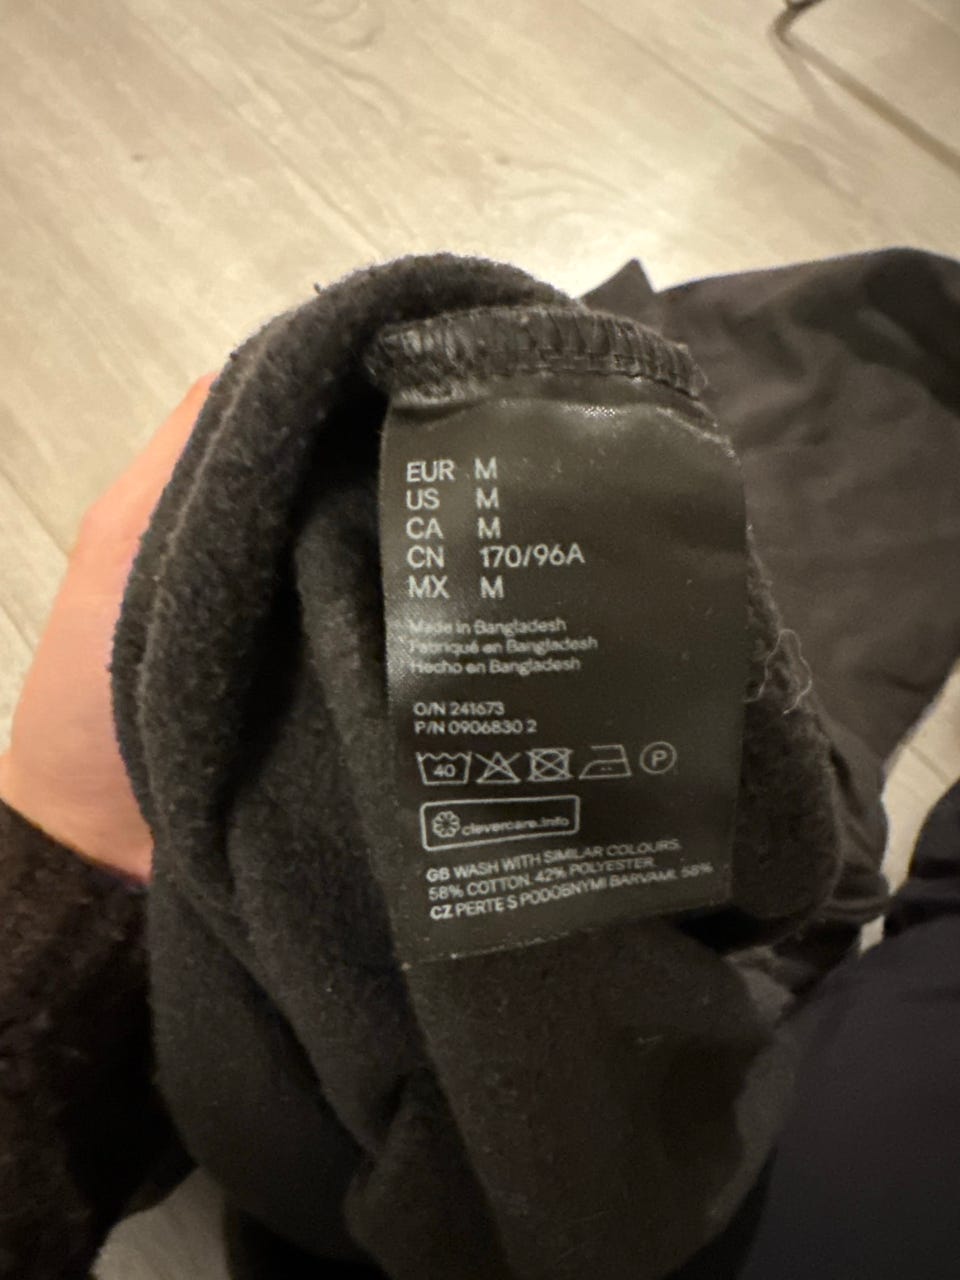 EUR M
US M
CA M
CN 170/96A
MX M
Made in Bangladesh
Fabriqué en Bangladesh
Hecho en Bangladesh
O/N 241673
P/N 0906830 2
40 P
clevercare.info
GB WASH WITH SIMILAR COLOURS.
58% COTTON. 42% POLYESTER
CZ PERTE S PODOBNÝMI BARVAMI. 58%